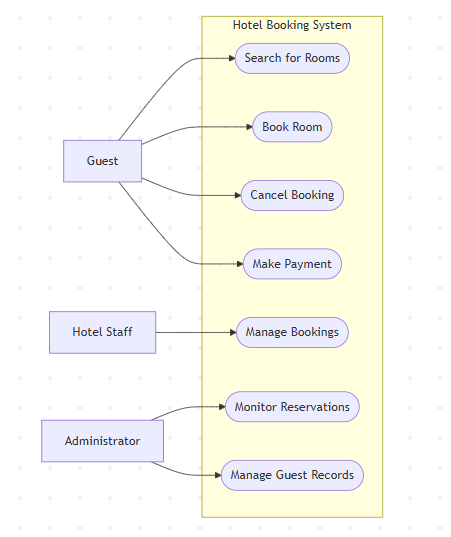 Hotel Booking System
Search for Rooms
Book Room
Guest
Cancel Booking
Make Payment
Hotel Staff
Manage Bookings
Monitor Reservations
Administrator
Manage Guest Records